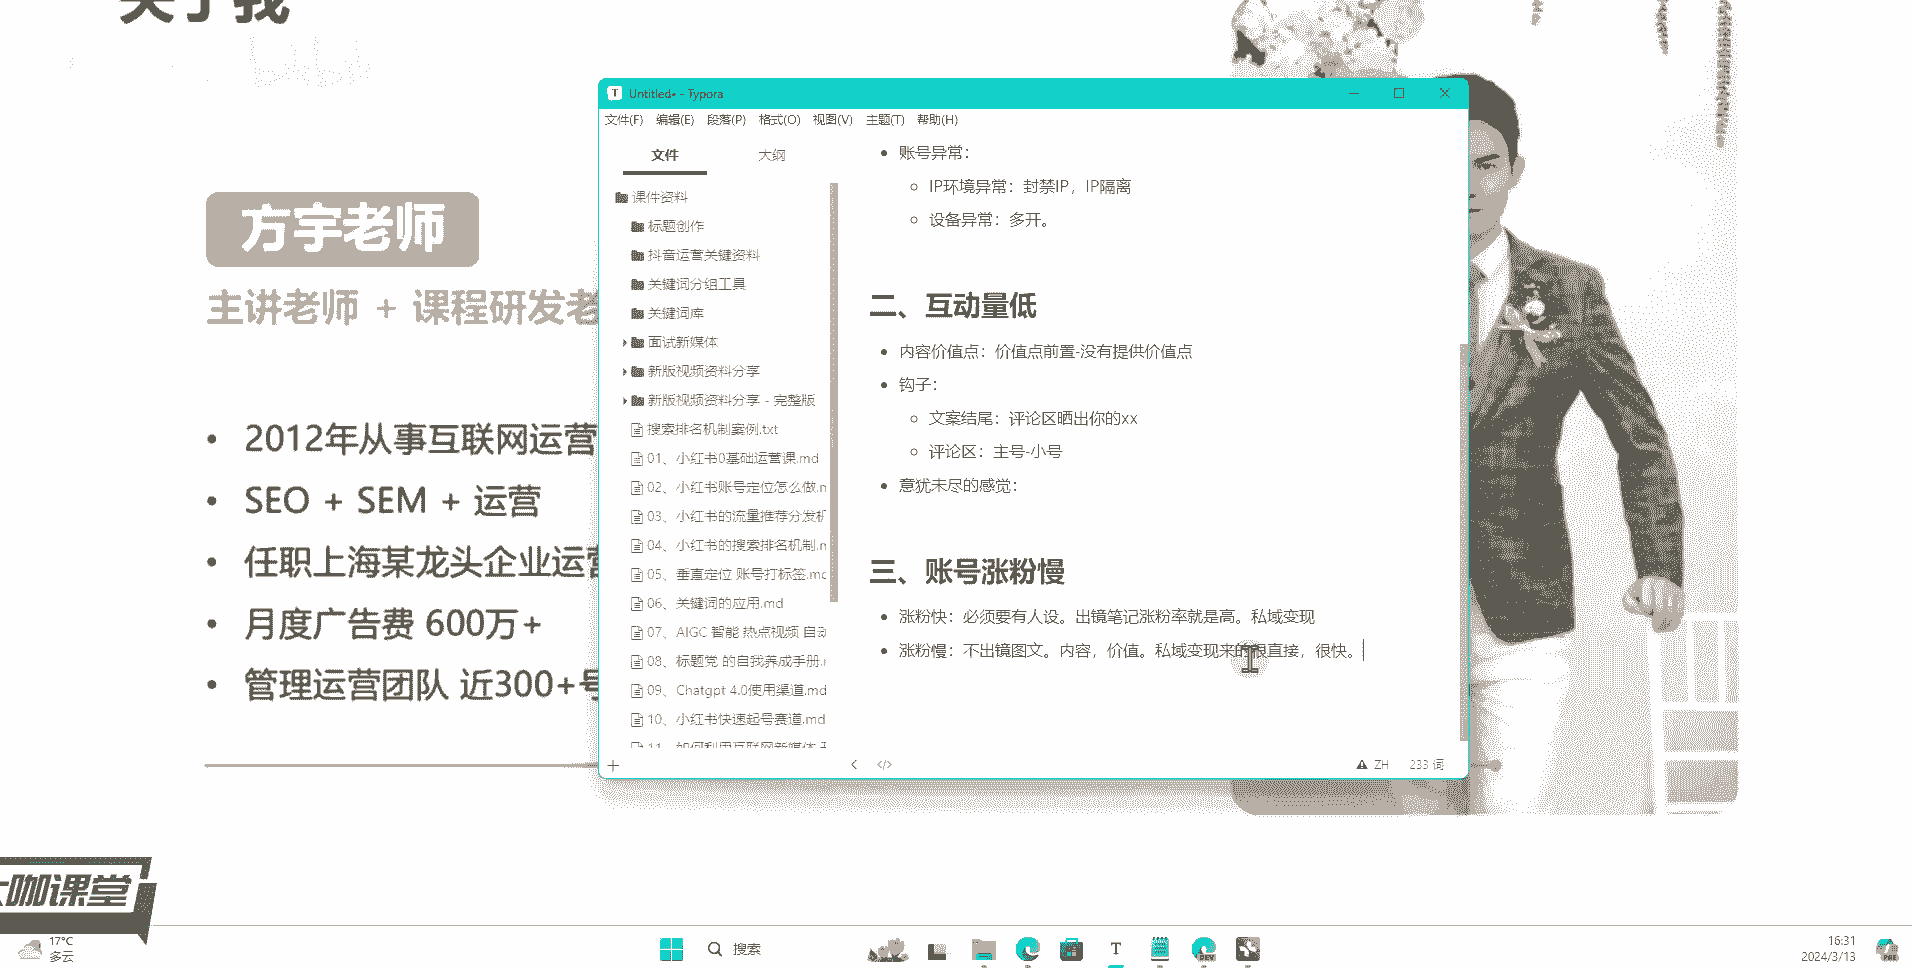 关于我
bilibili
方宇老师
主讲老师 + 课程研发老
2012年从事互联网运营
SEO + SEM + 运营
任职上海某龙头企业运营
月度广告费 600万+
管理运营团队 近300+号
Untitled• - Typora
文件(F) 编辑(E) 段落(P) 格式(O) 视图(V) 主题(T) 帮助(H)
文件 大纲
课件资料
标题创作
抖音运营关键资料
关键词分组工具
关键词库
面试新媒体
新版视频资料分享
新版视频资料分享 - 完整版
搜索排名机制案例.txt
01、小红书0基础运营课.md
02、小红书账号定位怎么做.m
03、小红书的流量推荐分发机
04、小红书的搜索排名机制.m
05、垂直定位 账号打标签.mc
06、关键词的应用.md
07、AIGC 智能 热点视频 自动
08、标题党 的自我养成手册.r
09、Chatgpt 4.0使用渠道.md
10、小红书快速起号赛道.md
11、如何利用互联网新媒体
账号异常：
IP环境异常：封禁IP，IP隔离
设备异常：多开。
二、互动量低
内容价值点：价值点前置-没有提供价值点
钩子：
文案结尾：评论区晒出你的xx
评论区：主号-小号
意犹未尽的感觉：
三、账号涨粉慢
涨粉快：必须要有人设。出镜笔记涨粉率就是高。私域变现
涨粉慢：不出镜图文。内容，价值。私域变现来的很直接，很快。
</> ZH 233 词
大咖课堂
17°C
多云
搜索
T
DEV
PRE
16:31
2024/3/13